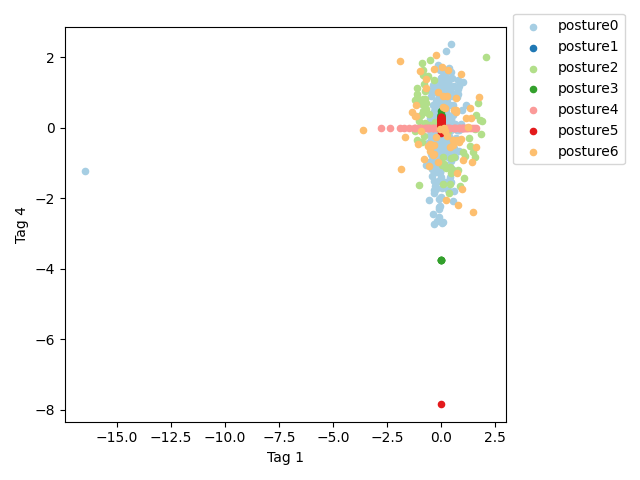 posture0
posture1
posture2
posture3
posture4
posture5
posture6
2
0
−2
−4
−6
−8
Tag 4
−15.0 −12.5 −10.0 −7.5 −5.0 −2.5 0.0 2.5
Tag 1